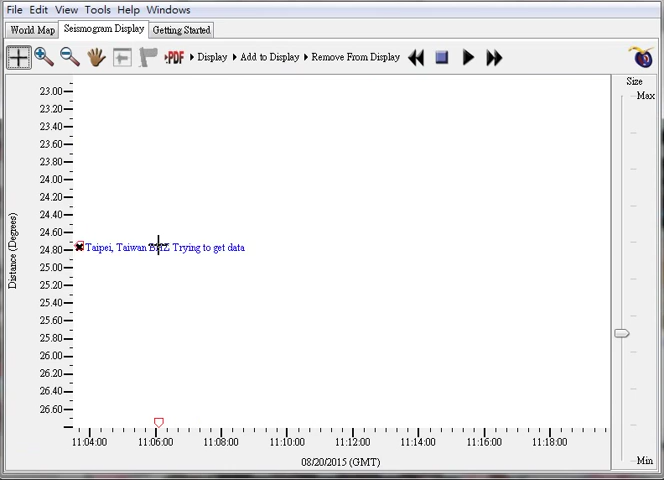 File Edit View Tools Help Windows
World Map Seismogram Display Getting Started
PDF Display Add to Display Remove From Display
Size
Max
23.00
23.20
23.40
23.60
23.80
24.00
24.20
24.40
24.60
Taipei, Taiwan BHZ Trying to get data
24.80
25.00
25.20
25.40
25.60
25.80
26.00
26.20
26.40
26.60
Distance (Degrees)
11:04:00 11:06:00 11:08:00 11:10:00 11:12:00 11:14:00 11:16:00 11:18:00
08/20/2015 (GMT)
Min